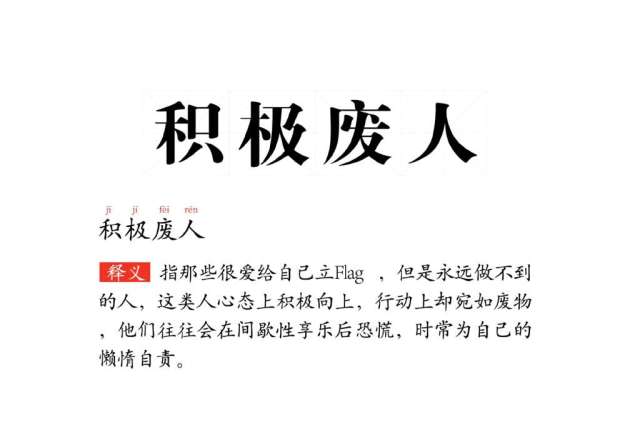 积极废人
jī jí fèi rén
积极废人
释义 指那些很爱给自己立Flag ，但是永远做不到
的人，这类人心态上积极向上，行动上却宛如废物
，他们往往会在间歇性享乐后恐慌，时常为自己的
懒惰自责。